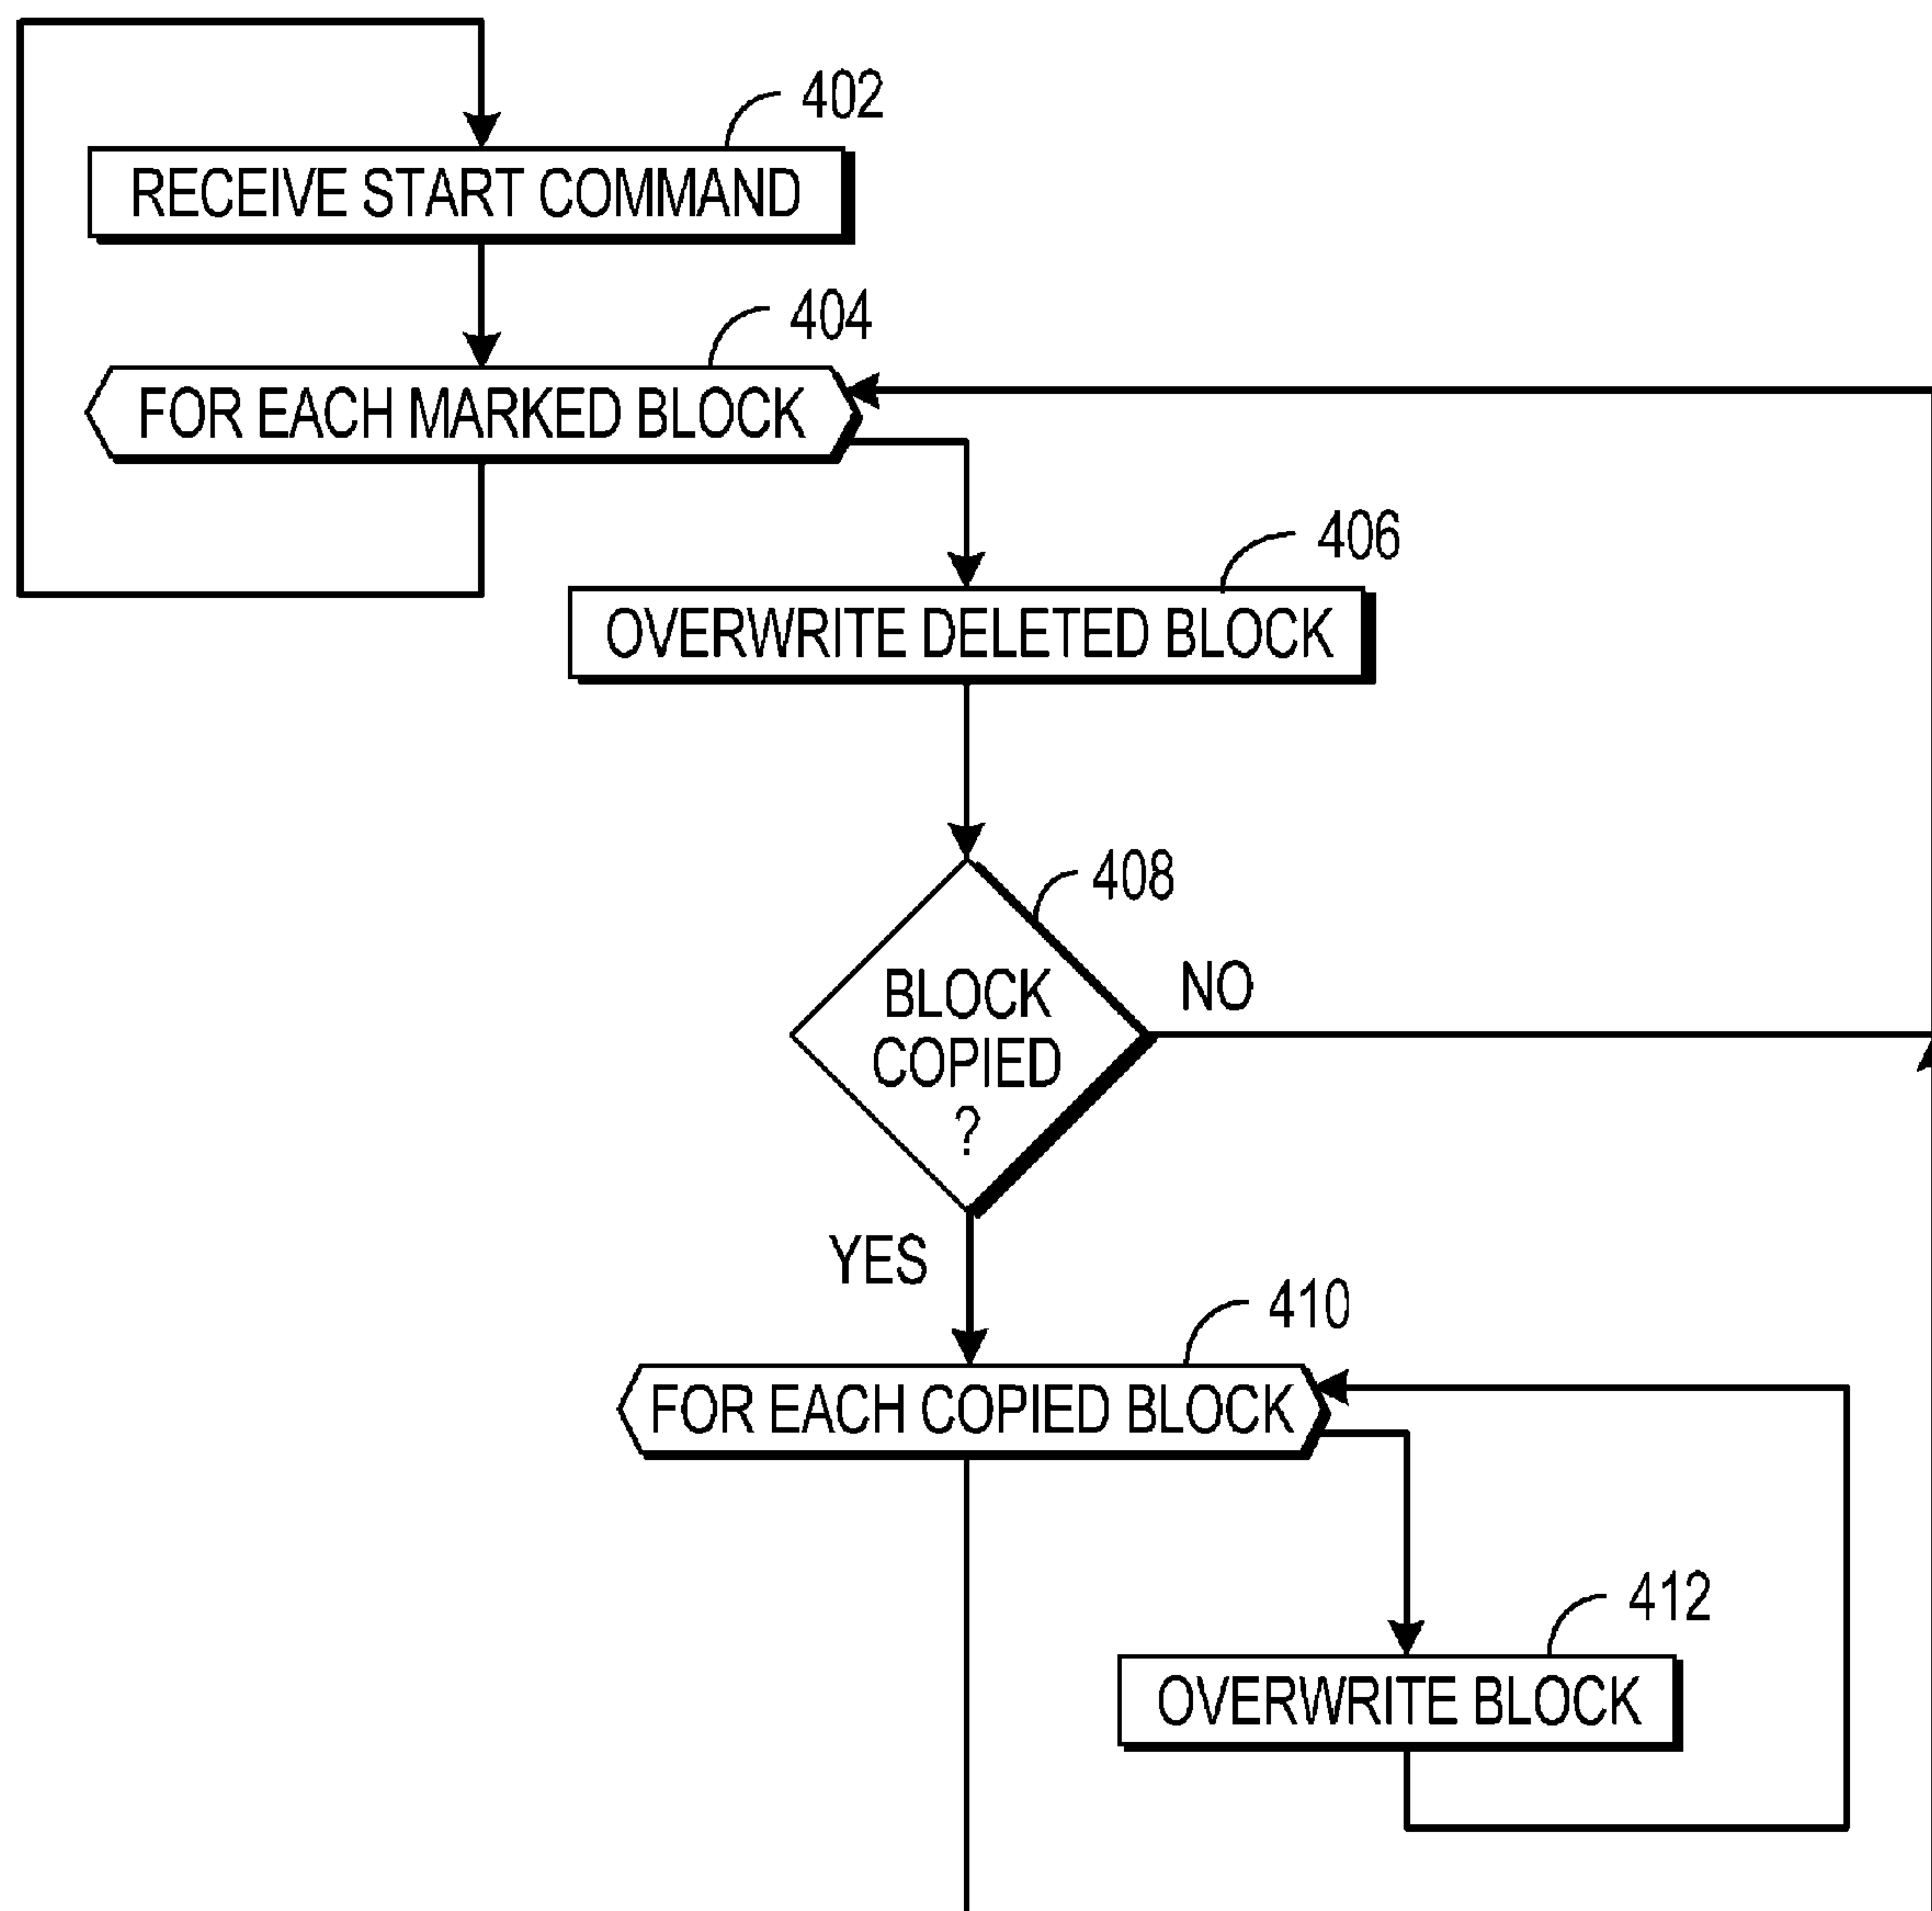 402
RECEIVE START COMMAND
404
FOR EACH MARKED BLOCK
406
OVERWRITE DELETED BLOCK
408
BLOCK
COPIED
?
NO
YES
410
FOR EACH COPIED BLOCK
412
OVERWRITE BLOCK